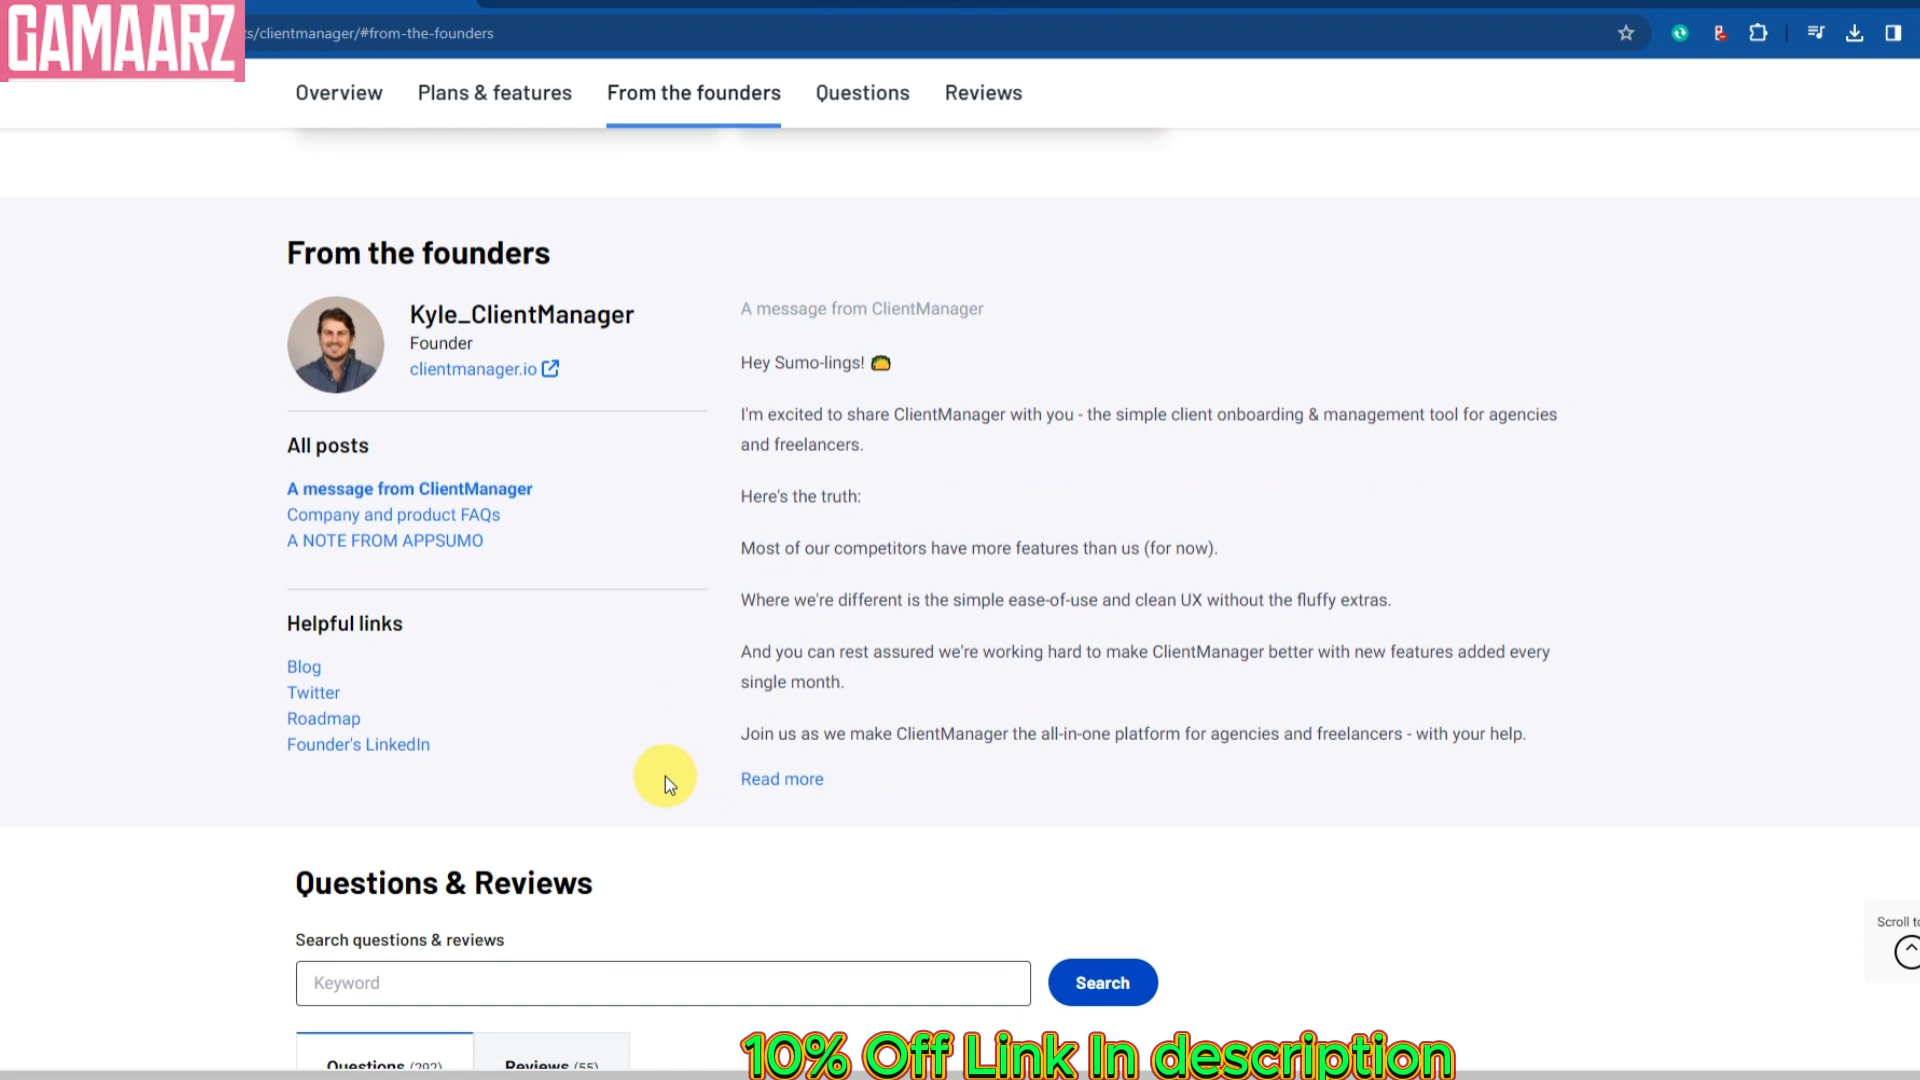 GAMAARZ
s/clientmanager/#from-the-founders
Overview Plans & features From the founders Questions Reviews
From the founders
Kyle_ClientManager
Founder
clientmanager.io
All posts
A message from ClientManager
Company and product FAQs
A NOTE FROM APPSUMO
Helpful links
Blog
Twitter
Roadmap
Founder's LinkedIn
A message from ClientManager
Hey Sumo-lings! 🌮
I'm excited to share ClientManager with you - the simple client onboarding & management tool for agencies
and freelancers.
Here's the truth:
Most of our competitors have more features than us (for now).
Where we're different is the simple ease-of-use and clean UX without the fluffy extras.
And you can rest assured we're working hard to make ClientManager better with new features added every
single month.
Join us as we make ClientManager the all-in-one platform for agencies and freelancers - with your help.
Read more
Questions & Reviews
Search questions & reviews
Keyword
Search
Scroll to
Questions (292) Reviews (55)
10% Off Link In description